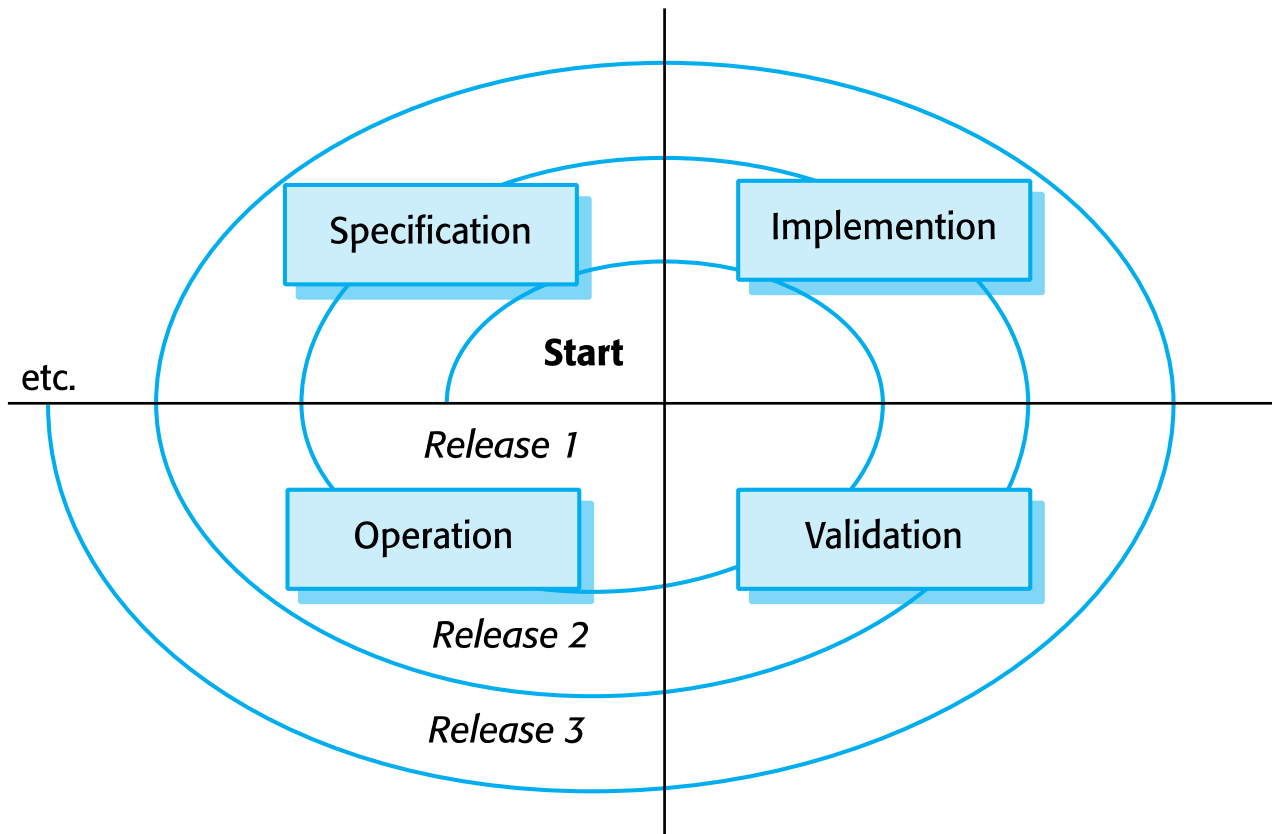 Specification
Implemention
Start
etc.
Release 1
Operation
Validation
Release 2
Release 3